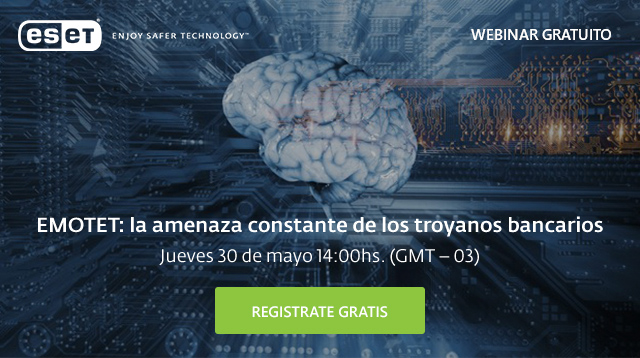 eseT ENJOY SAFER TECHNOLOGY™
WEBINAR GRATUITO
EMOTET: la amenaza constante de los troyanos bancarios
Jueves 30 de mayo 14:00hs. (GMT – 03)
REGISTRATE GRATIS